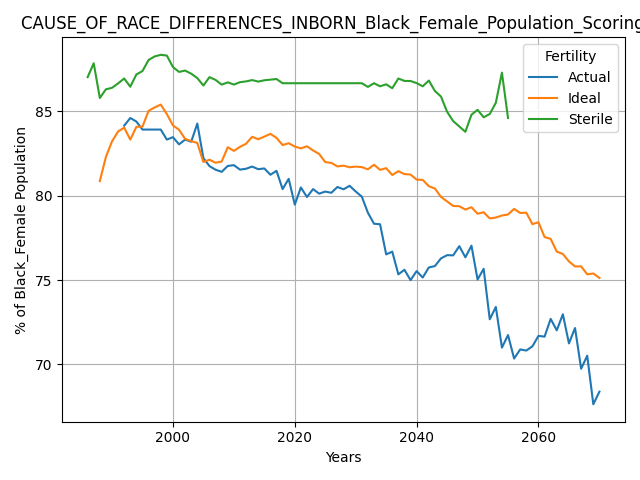 CAUSE_OF_RACE_DIFFERENCES_INBORN_Black_Female_Population_Scoring
Fertility
Actual
Ideal
Sterile
% of Black_Female Population
85
80
75
70
2000
2020
2040
2060
Years